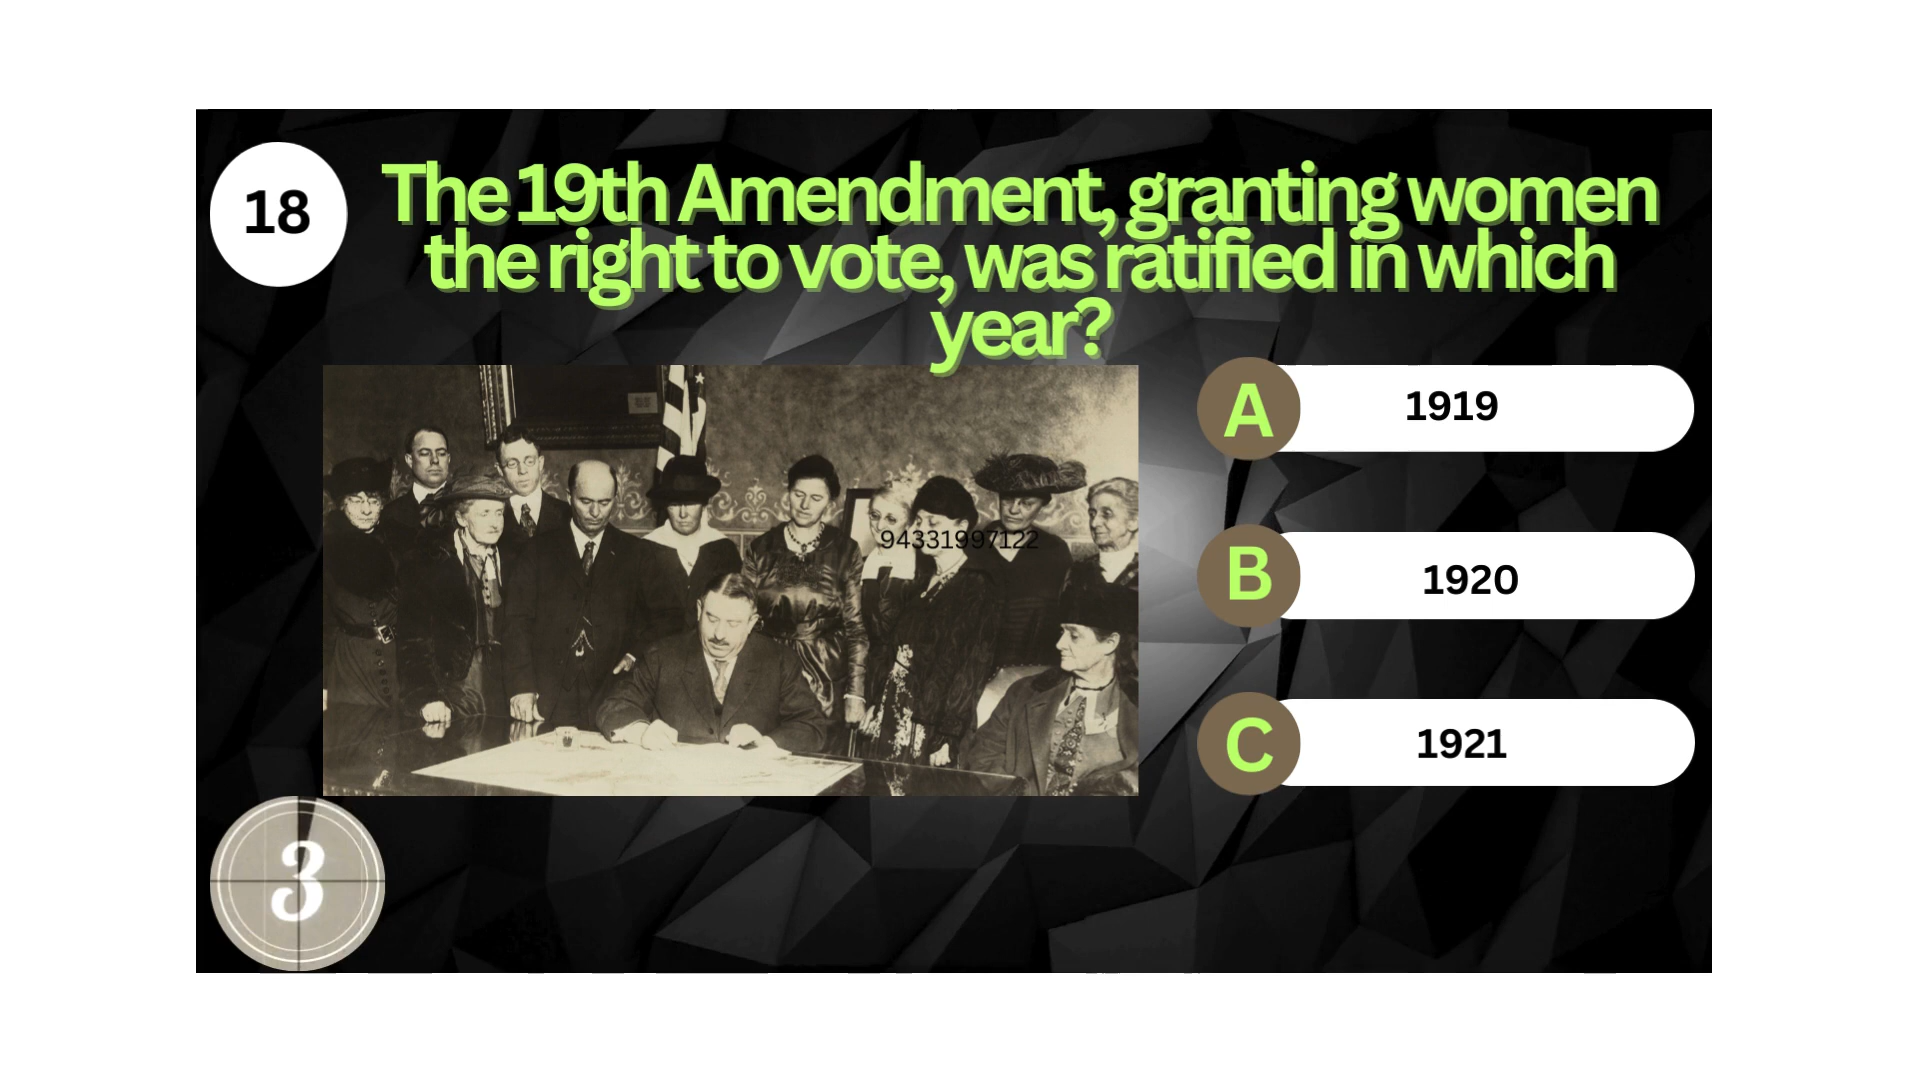 18
The 19th Amendment, granting women
the right to vote, was ratified in which
year?
A
1919
94331997122
B
1920
C
1921
3